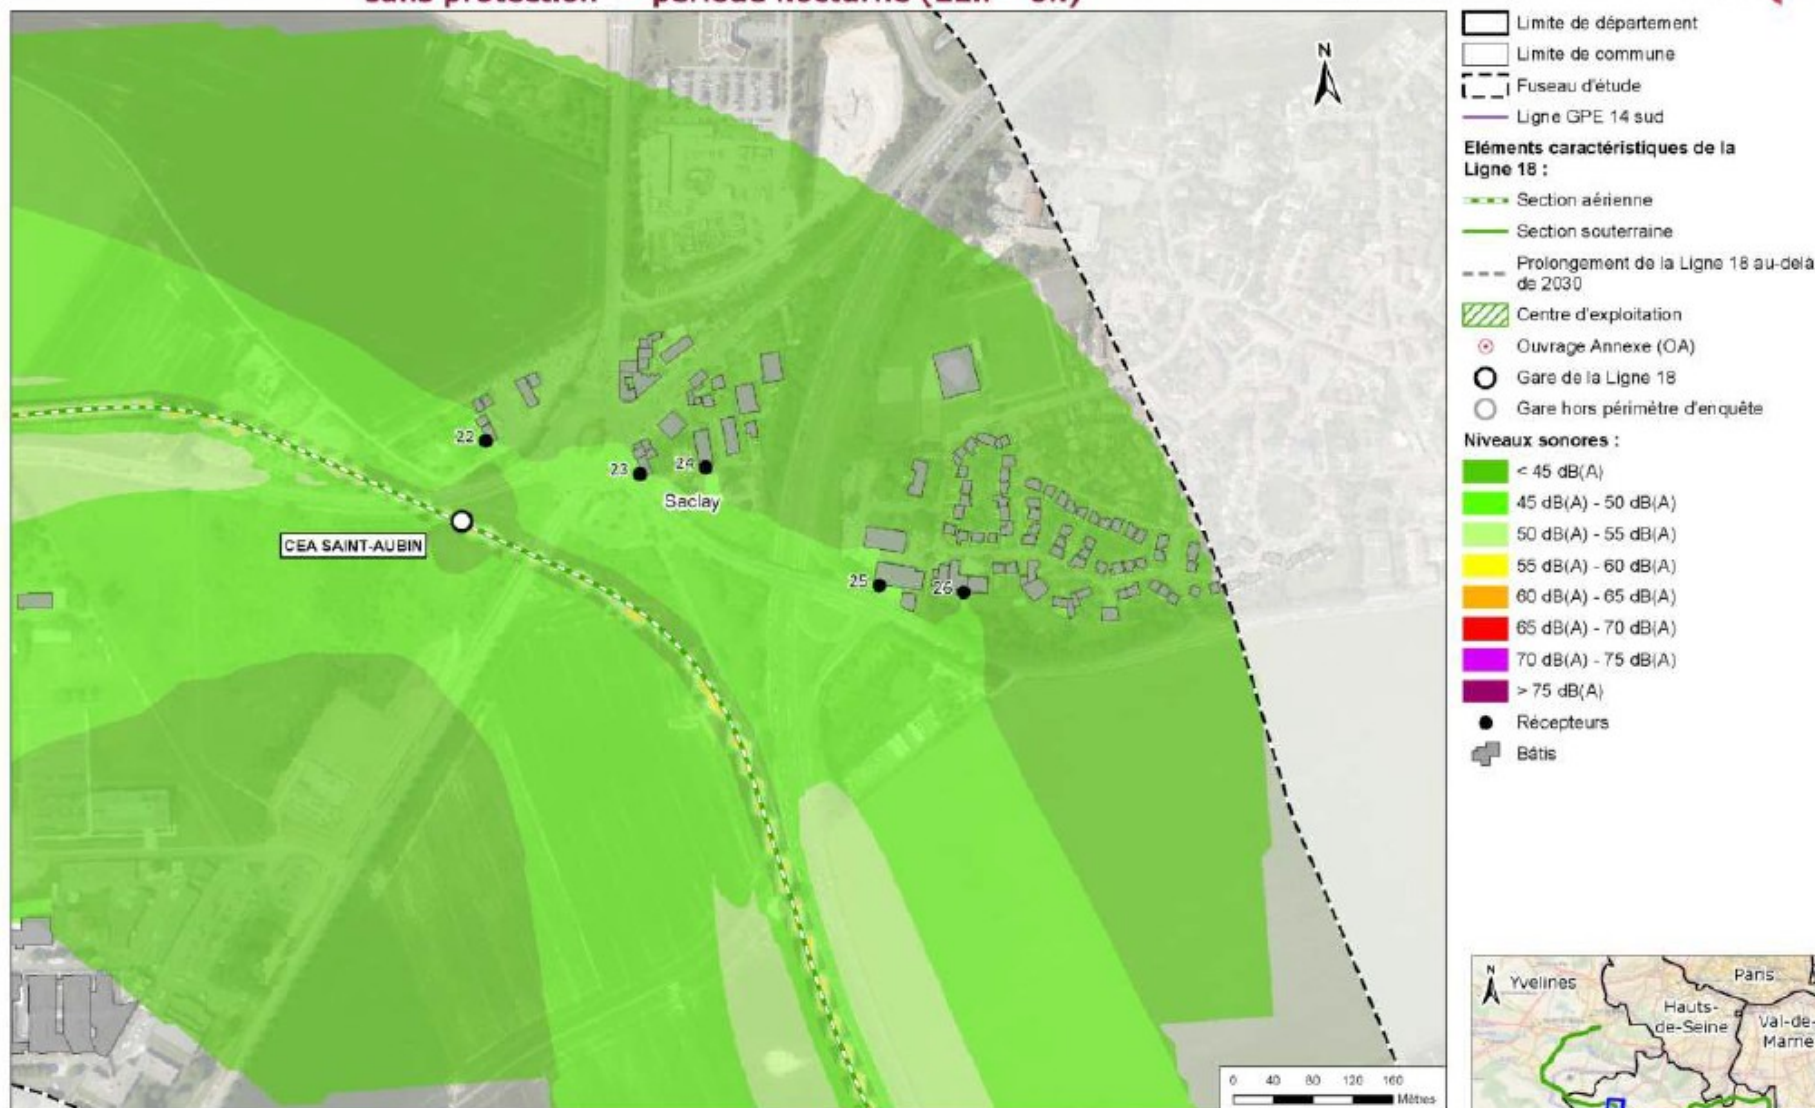 N
22
23
24
Saclay
CEA SAINT-AUBIN
25
26
0 40 80 120 160
Mètres
Limite de département
Limite de commune
Fuseau d'étude
Ligne GPE 14 sud
Eléments caractéristiques de la
Ligne 18 :
Section aérienne
Section souterraine
Prolongement de la Ligne 18 au-delà
de 2030
Centre d'exploitation
Ouvrage Annexe (OA)
Gare de la Ligne 18
Gare hors périmètre d'enquête
Niveaux sonores :
< 45 dB(A)
45 dB(A) - 50 dB(A)
50 dB(A) - 55 dB(A)
55 dB(A) - 60 dB(A)
60 dB(A) - 65 dB(A)
65 dB(A) - 70 dB(A)
70 dB(A) - 75 dB(A)
> 75 dB(A)
Récepteurs
Bâtis
N
Yvelines
Paris
Hauts-
de-Seine
Val-de-
Marne